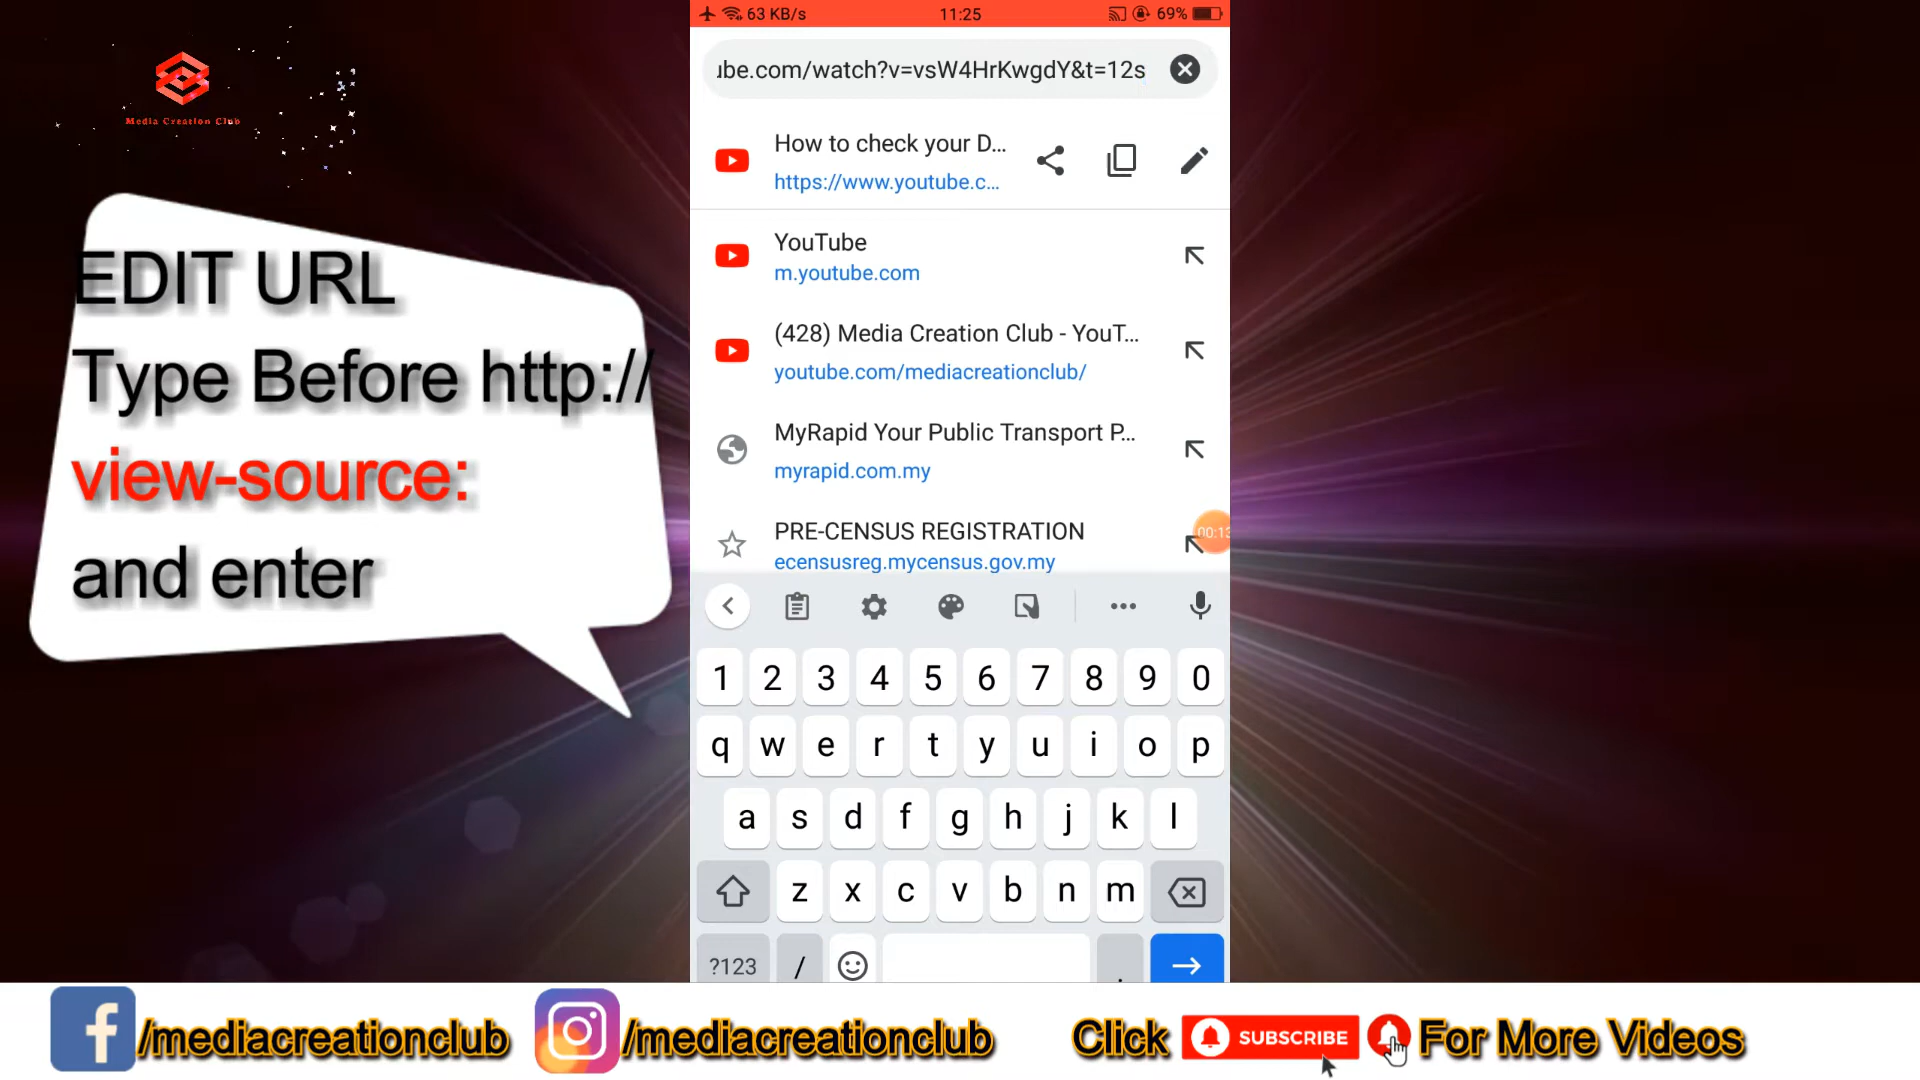 63 KB/s
11:25
69%
Media Creation Club
ube.com/watch?v=vsW4HrKwgdY&t=12s
How to check your D...
https://www.youtube.c...
YouTube
m.youtube.com
(428) Media Creation Club - YouT...
youtube.com/mediacreationclub/
MyRapid Your Public Transport P...
myrapid.com.my
PRE-CENSUS REGISTRATION
ecensusreg.mycensus.gov.my
00:13
EDIT URL
Type Before http://
view-source:
and enter
1 2 3 4 5 6 7 8 9 0
q w e r t y u i o p
a s d f g h j k l
z x c v b n m
?123 / .
f /mediacreationclub
/mediacreationclub
Click SUBSCRIBE For More Videos